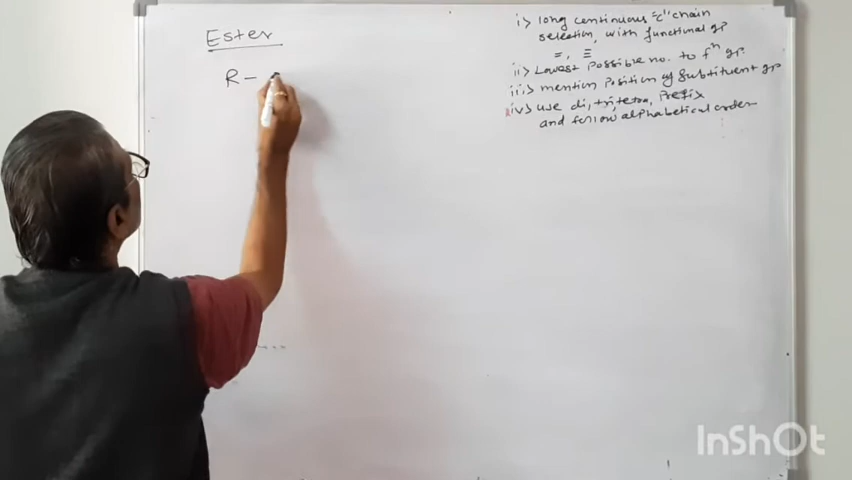 Ester
R -
i> long continuous "c" chain
selection, with functional gp
=, ≡
ii> Lowest possible no. to fⁿ gp.
iii> mention position of substituent gp
iv> use di, tri, tetra, prefix
and follow alphabetical order
InShOt